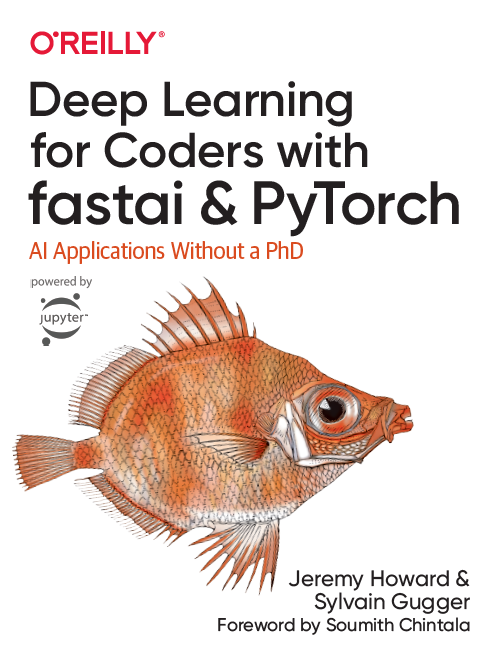 O'REILLY®
Deep Learning
for Coders with
fastai & PyTorch
AI Applications Without a PhD
powered by
jupyter™
Jeremy Howard &
Sylvain Gugger
Foreword by Soumith Chintala